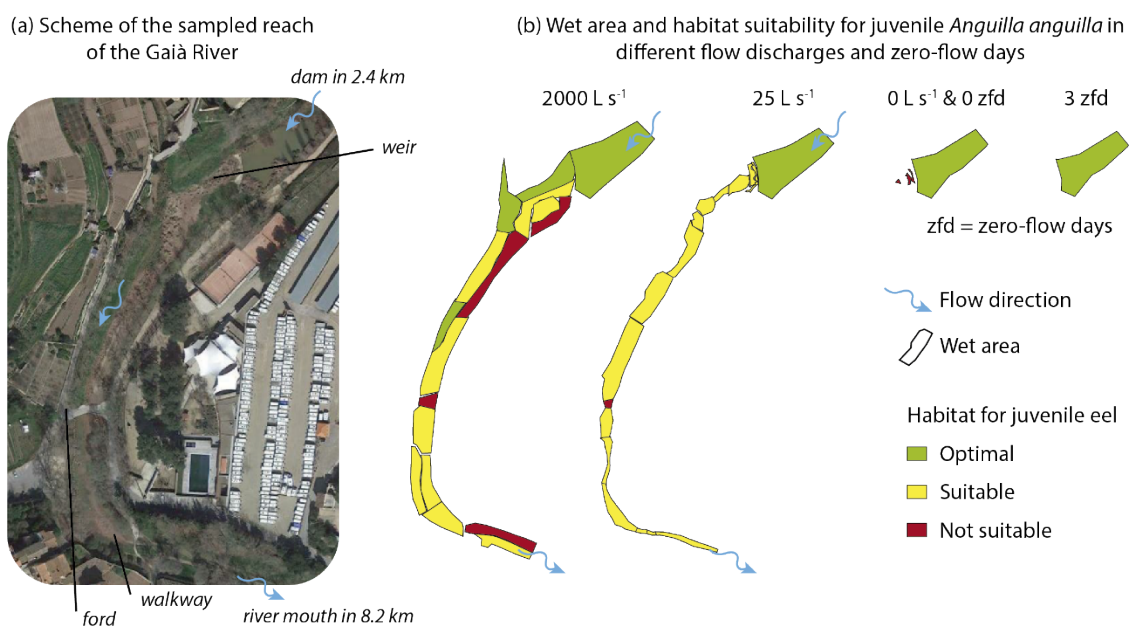 (a) Scheme of the sampled reach
of the Gaià River
(b) Wet area and habitat suitability for juvenile Anguilla anguilla in
different flow discharges and zero-flow days
dam in 2.4 km
weir
ford
walkway
river mouth in 8.2 km
2000 L s⁻¹
25 L s⁻¹
0 L s⁻¹ & 0 zfd
3 zfd
zfd = zero-flow days
Flow direction
Wet area
Habitat for juvenile eel
Optimal
Suitable
Not suitable